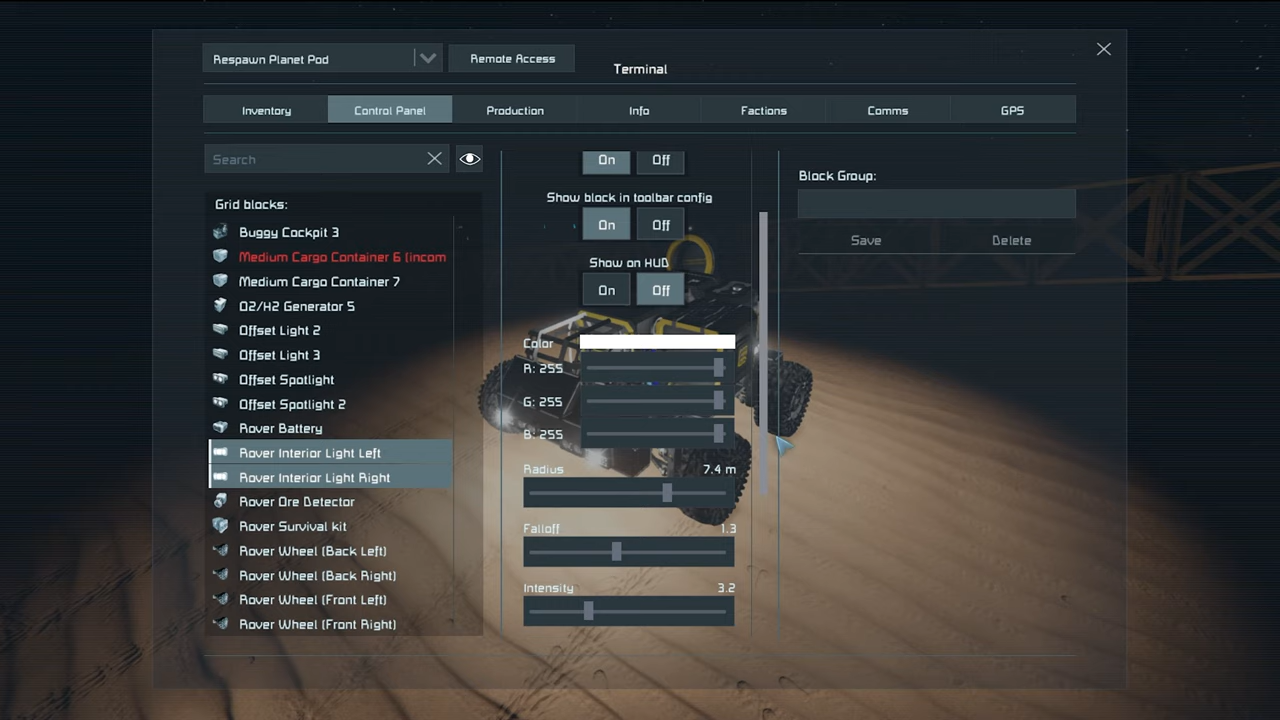 Respawn Planet Pod
Remote Access
Terminal
Inventory
Control Panel
Production
Info
Factions
Comms
GPS
Search
Grid blocks:
Buggy Cockpit 3
Medium Cargo Container 6 (incom
Medium Cargo Container 7
O2/H2 Generator 5
Offset Light 2
Offset Light 3
Offset Spotlight
Offset Spotlight 2
Rover Battery
Rover Interior Light Left
Rover Interior Light Right
Rover Ore Detector
Rover Survival kit
Rover Wheel (Back Left)
Rover Wheel (Back Right)
Rover Wheel (Front Left)
Rover Wheel (Front Right)
On Off
Show block in toolbar config
On Off
Show on HUD
On Off
Color
R: 255
G: 255
B: 255
Radius 7.4 m
Falloff 1.3
Intensity 3.2
Block Group:
Save Delete